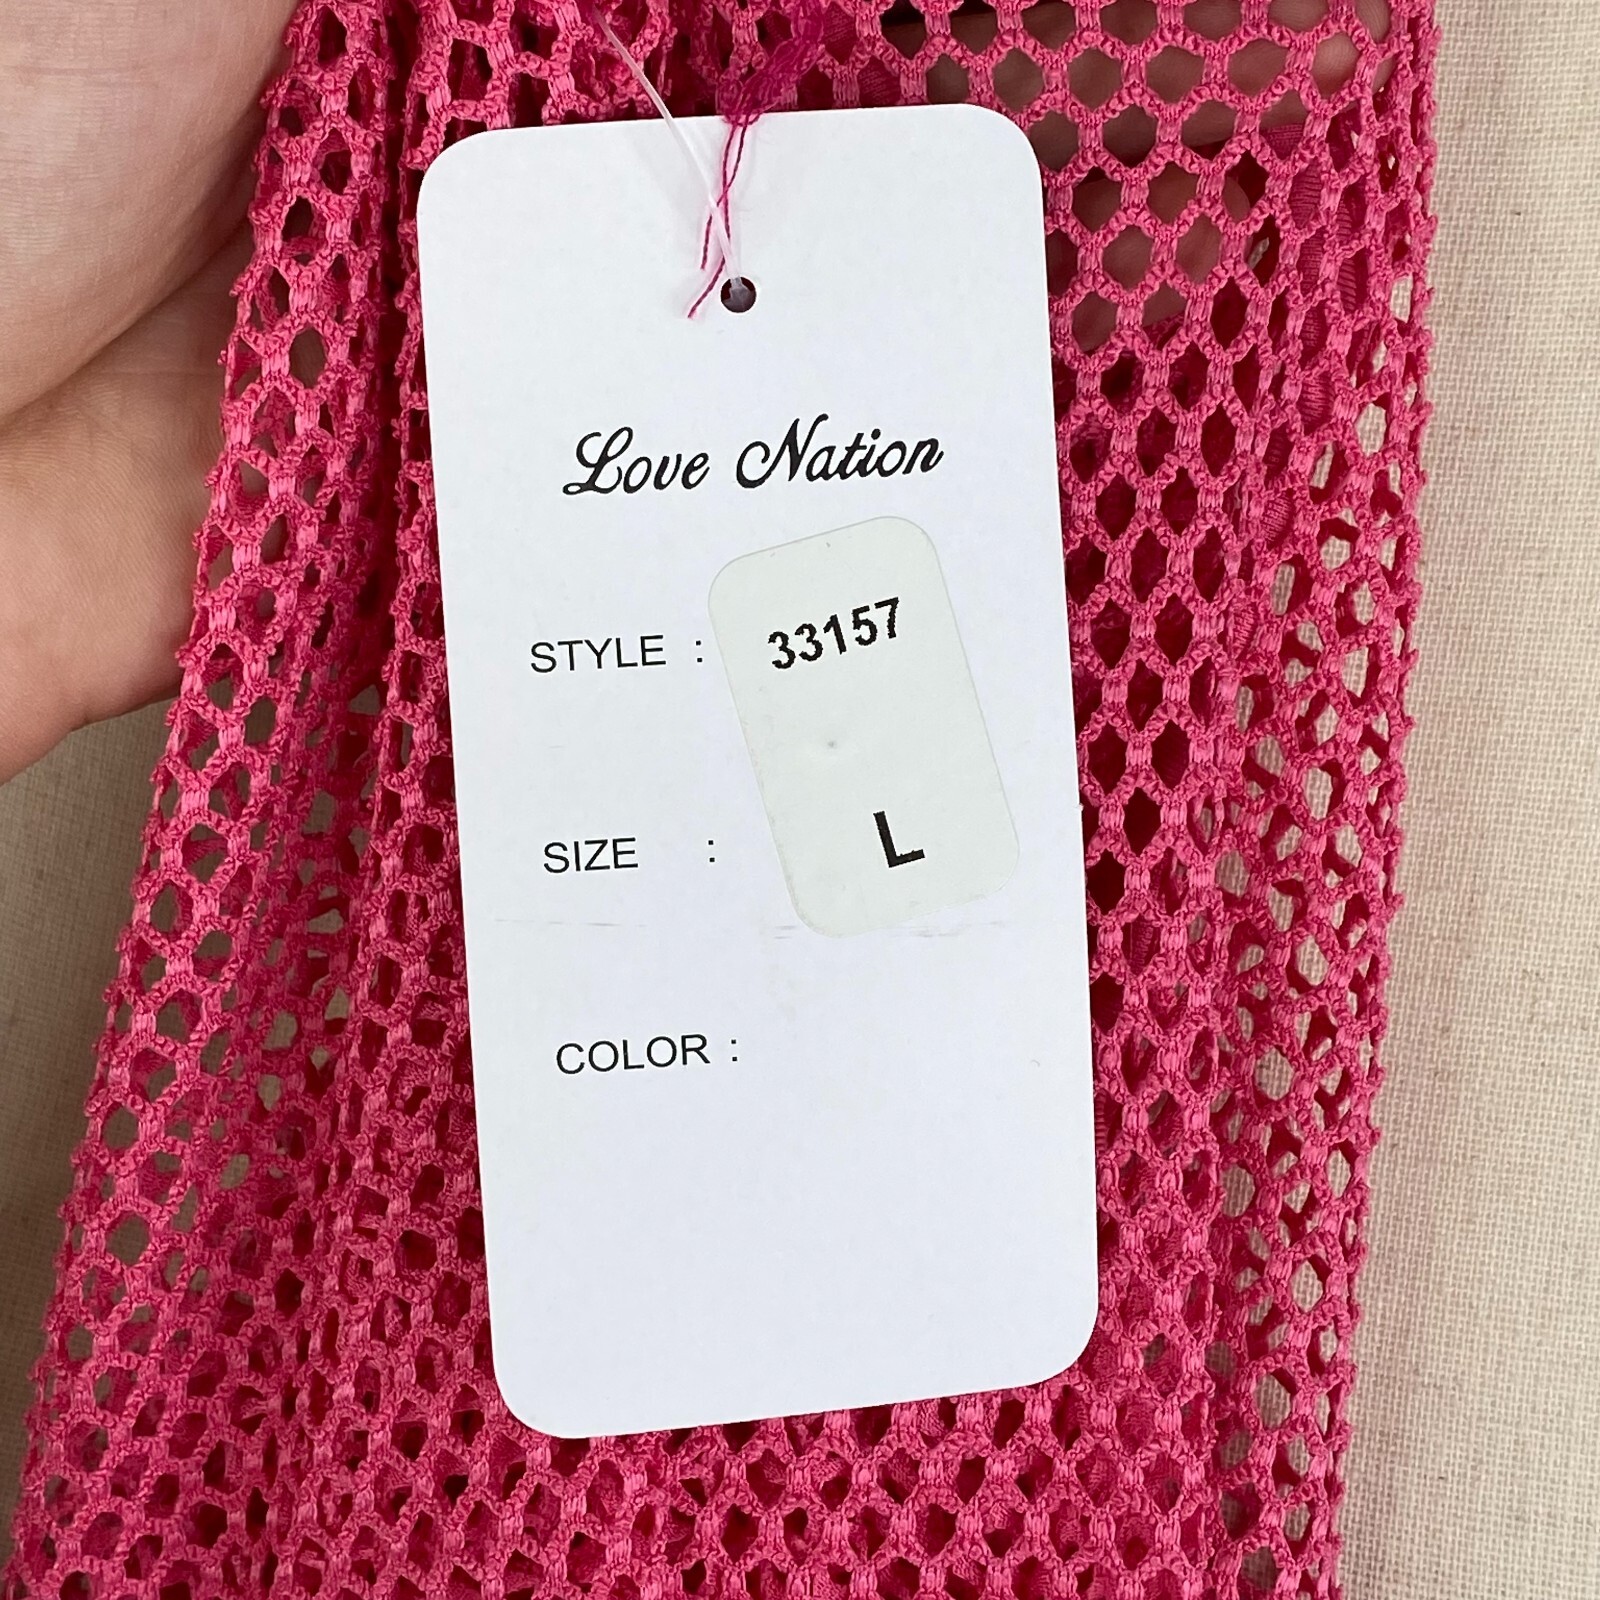 Love Nation
STYLE : 33157
SIZE : L
COLOR :